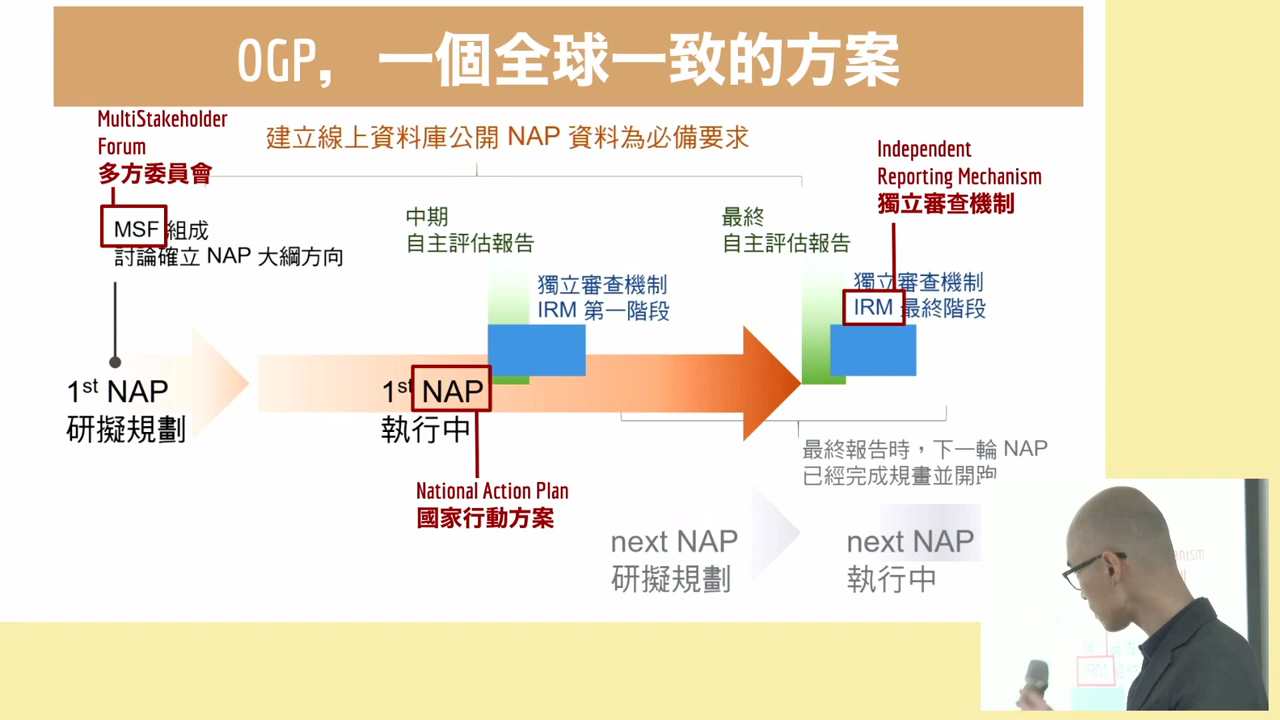 OGP，一個全球一致的方案
MultiStakeholder
Forum
多方委員會
建立線上資料庫公開 NAP 資料為必備要求
Independent
Reporting Mechanism
獨立審查機制
MSF 組成
討論確立 NAP 大綱方向
中期
自主評估報告
最終
自主評估報告
獨立審查機制
IRM 第一階段
獨立審查機制
IRM 最終階段
1st NAP
研擬規劃
1st NAP
執行中
最終報告時，下一輪 NAP
已經完成規畫並開跑
National Action Plan
國家行動方案
next NAP
研擬規劃
next NAP
執行中